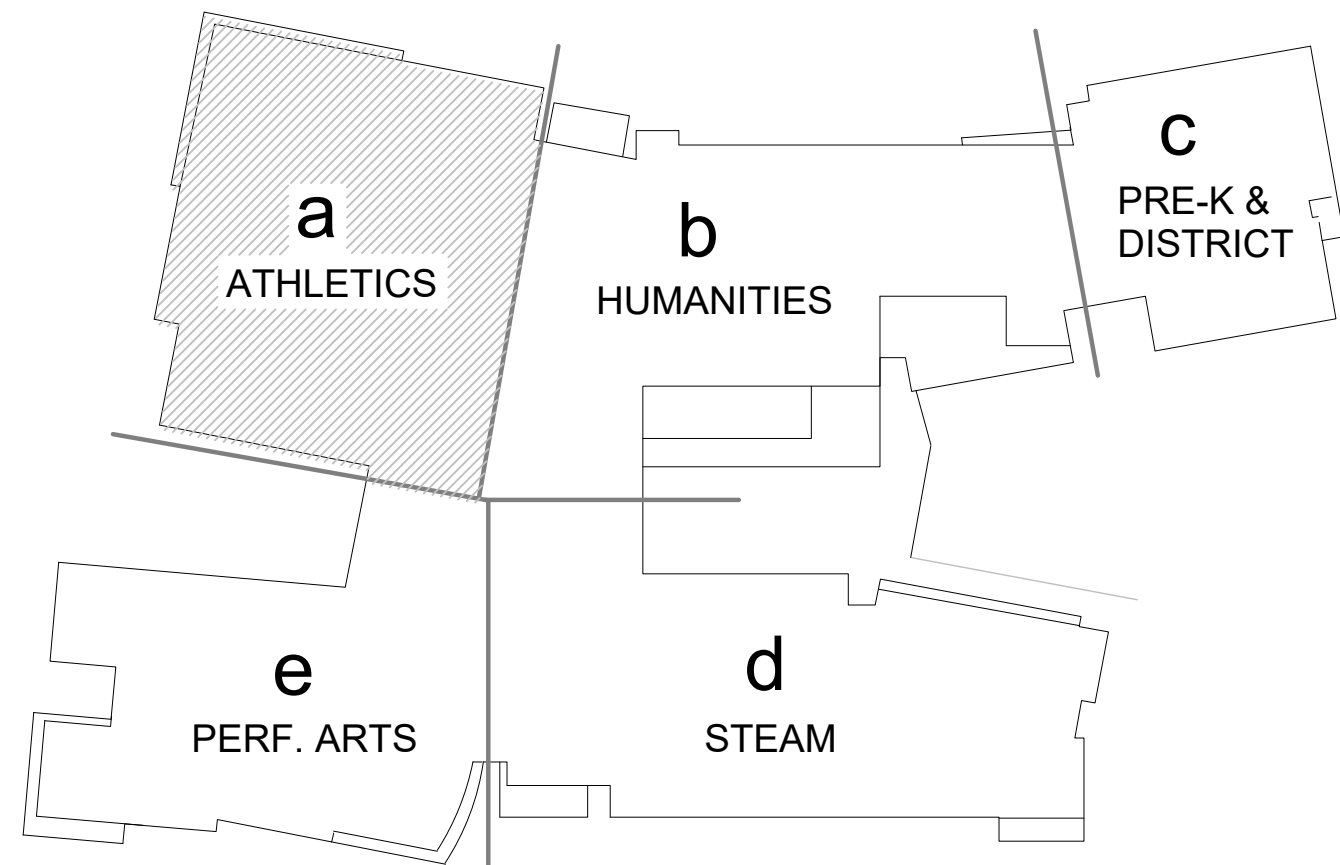 a
ATHLETICS
b
HUMANITIES
c
PRE-K &
DISTRICT
e
PERF. ARTS
d
STEAM